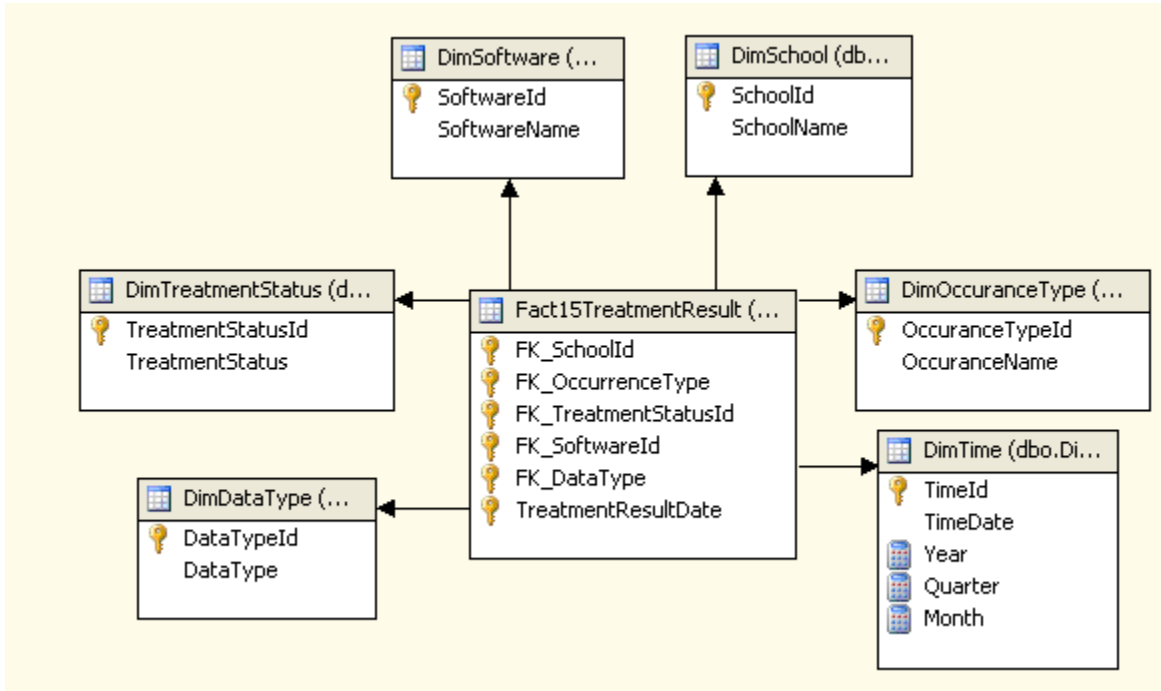 DimSoftware (...
SoftwareId
SoftwareName
DimSchool (db...
SchoolId
SchoolName
DimTreatmentStatus (d...
TreatmentStatusId
TreatmentStatus
Fact15TreatmentResult (...
FK_SchoolId
FK_OccurrenceType
FK_TreatmentStatusId
FK_SoftwareId
FK_DataType
TreatmentResultDate
DimOccuranceType (...
OccuranceTypeId
OccuranceName
DimDataType (...
DataTypeId
DataType
DimTime (dbo.Di...
TimeId
TimeDate
Year
Quarter
Month